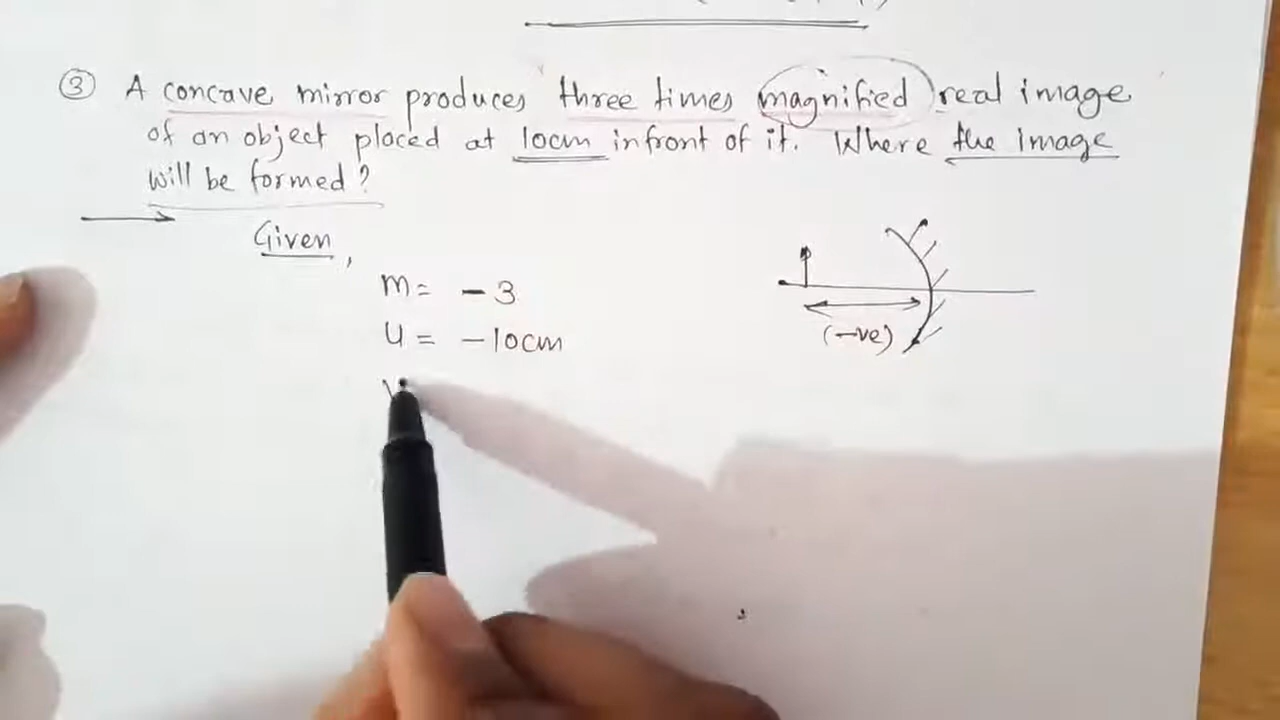 ③ A concave mirror produces three times magnified real image
of an object placed at 10cm infront of it. Where the image
will be formed?
Given,
m = -3
u = -10cm
(-ve)
v